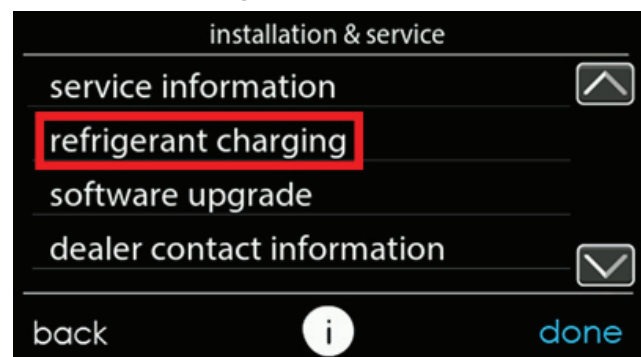 installation & service
service information
refrigerant charging
software upgrade
dealer contact information
back i done